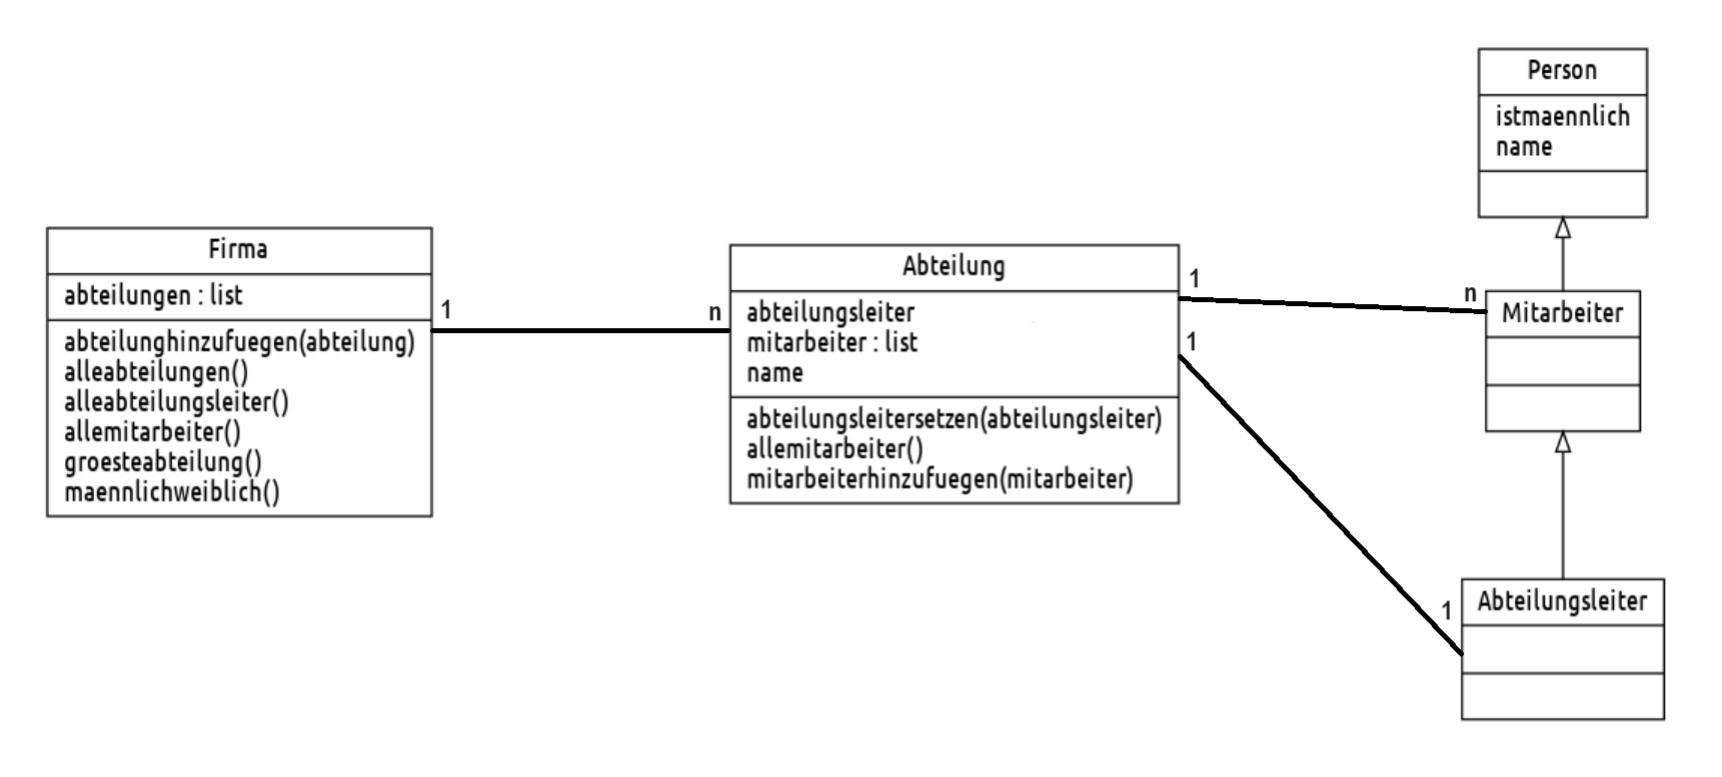 Firma
abteilungen : list
abteilunghinzufuegen(abteilung)
alleabteilungen()
alleabteilungsleiter()
allemitarbeiter()
groesteabteilung()
maennlichweiblich()
1
n
Abteilung
abteilungsleiter
mitarbeiter : list
name
abteilungsleitersetzen(abteilungsleiter)
allemitarbeiter()
mitarbeiterhinzufuegen(mitarbeiter)
1
n
1
1
Person
istmaennlich
name
Mitarbeiter
Abteilungsleiter